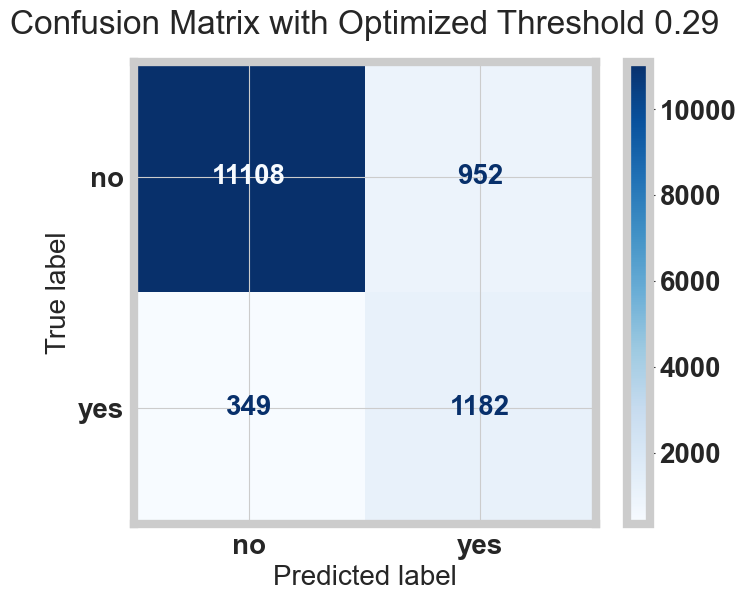 Confusion Matrix with Optimized Threshold 0.29
no
11108
952
yes
349
1182
no
yes
Predicted label
True label
10000
8000
6000
4000
2000